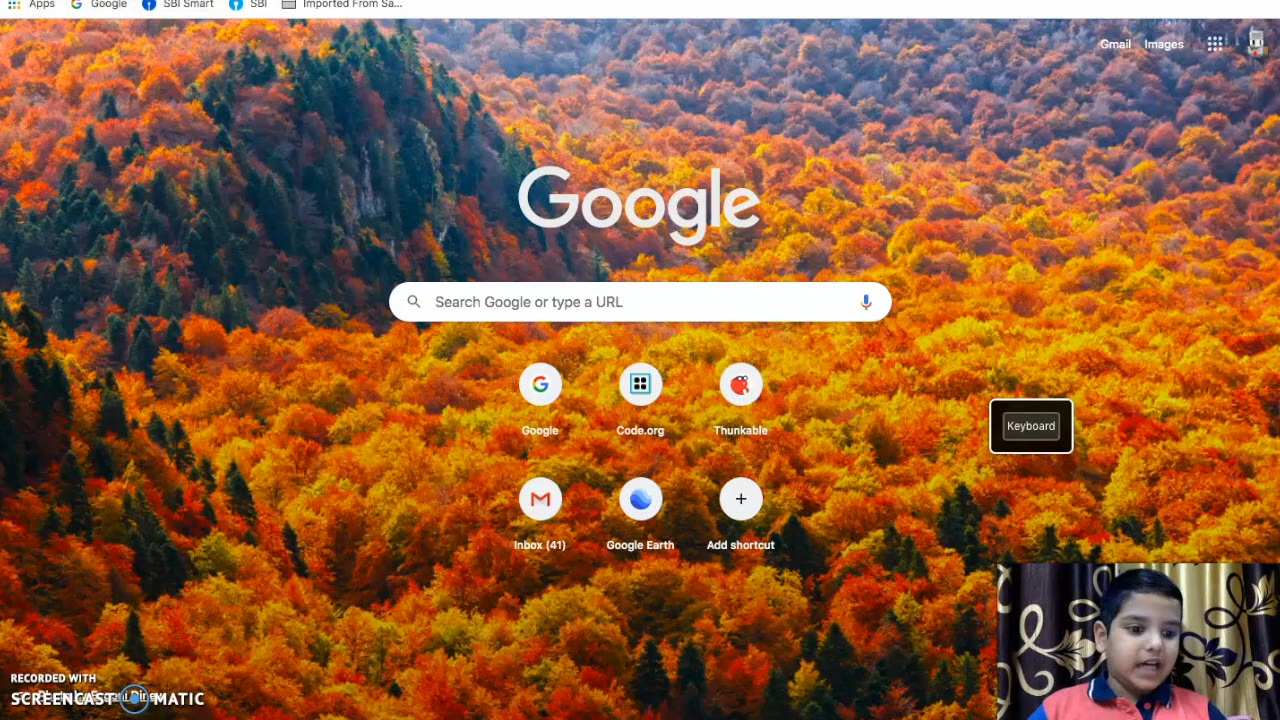 Apps Google SBI Smart SBI Imported From Sa...
Gmail Images
Google
Search Google or type a URL
Google Code.org Thunkable
Keyboard
Inbox (41) Google Earth Add shortcut
RECORDED WITH
SCREENCAST MATIC